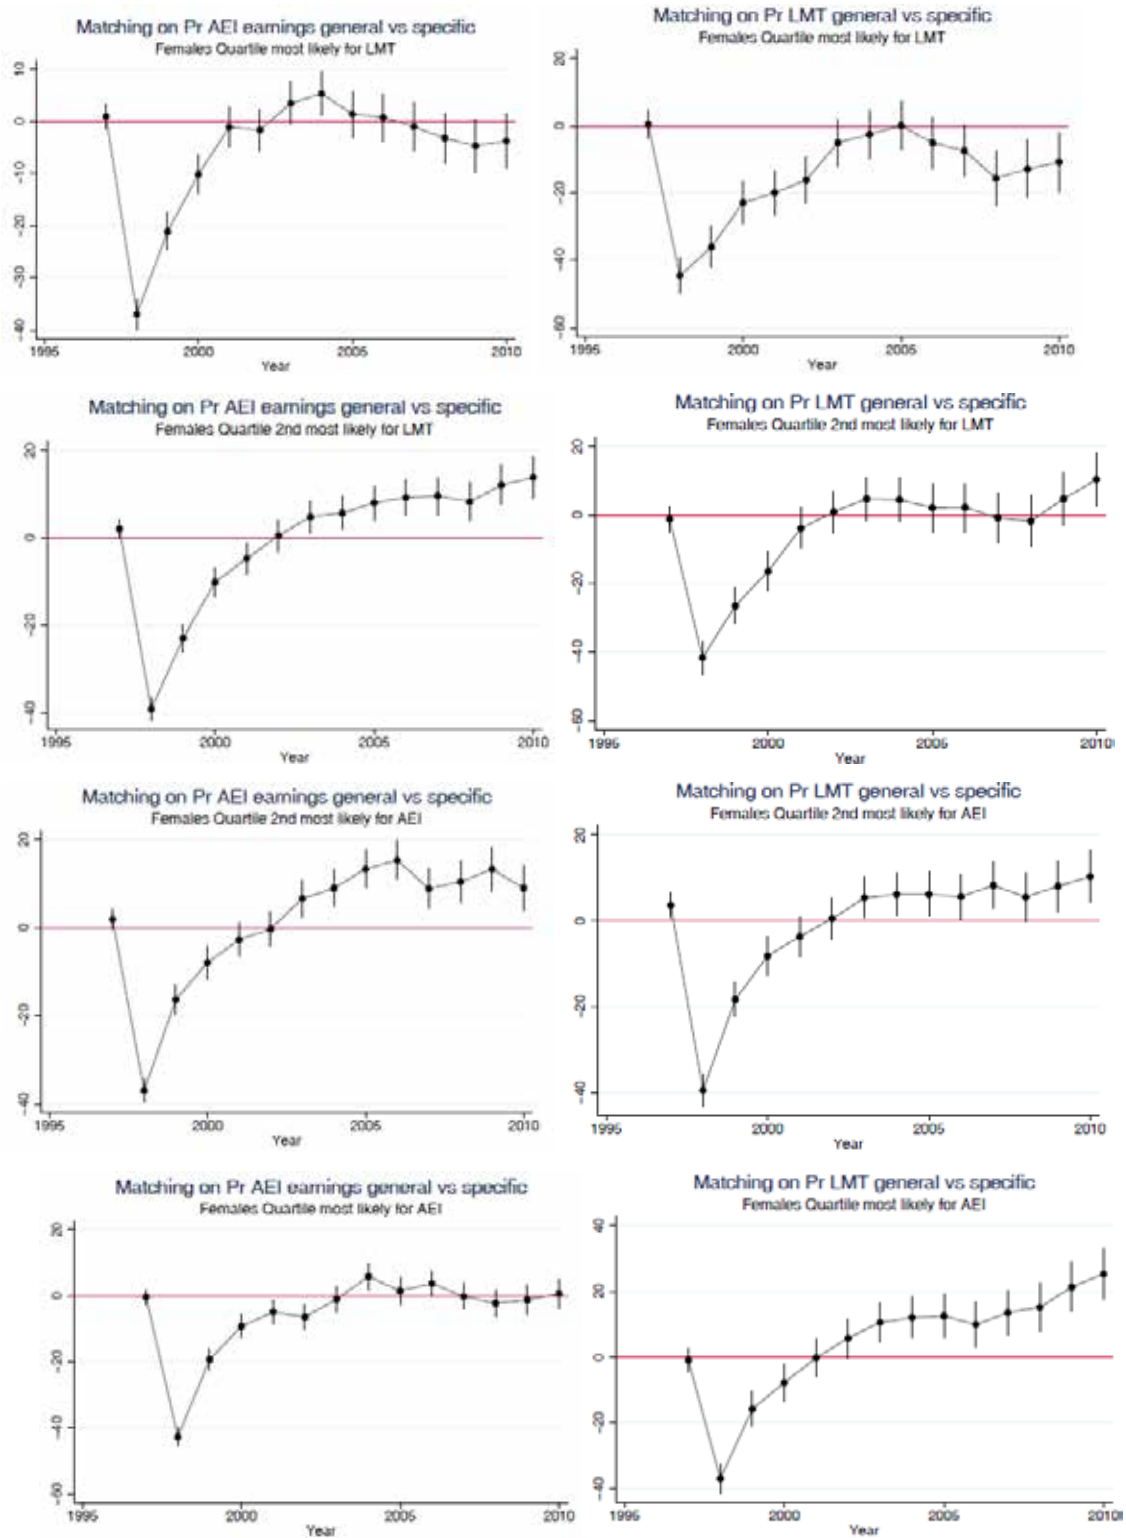 Matching on Pr AEI earnings general vs specific
Females Quartile most likely for LMT
10
0
-10
-20
-30
-40
1995
2000
2005
2010
Year
Matching on Pr LMT general vs specific
Females Quartile most likely for LMT
20
0
-20
-40
-60
1995
2000
2005
2010
Year
Matching on Pr AEI earnings general vs specific
Females Quartile 2nd most likely for LMT
20
0
-20
-40
1995
2000
2005
2010
Year
Matching on Pr LMT general vs specific
Females Quartile 2nd most likely for LMT
20
0
-20
-40
-60
1995
2000
2005
2010
Year
Matching on Pr AEI earnings general vs specific
Females Quartile 2nd most likely for AEI
20
0
-20
-40
1995
2000
2005
2010
Year
Matching on Pr LMT general vs specific
Females Quartile 2nd most likely for AEI
20
0
-20
-40
1995
2000
2005
2010
Year
Matching on Pr AEI earnings general vs specific
Females Quartile most likely for AEI
20
0
-20
-40
-60
1995
2000
2005
2010
Year
Matching on Pr LMT general vs specific
Females Quartile most likely for AEI
40
20
0
-20
-40
1995
2000
2005
2010
Year